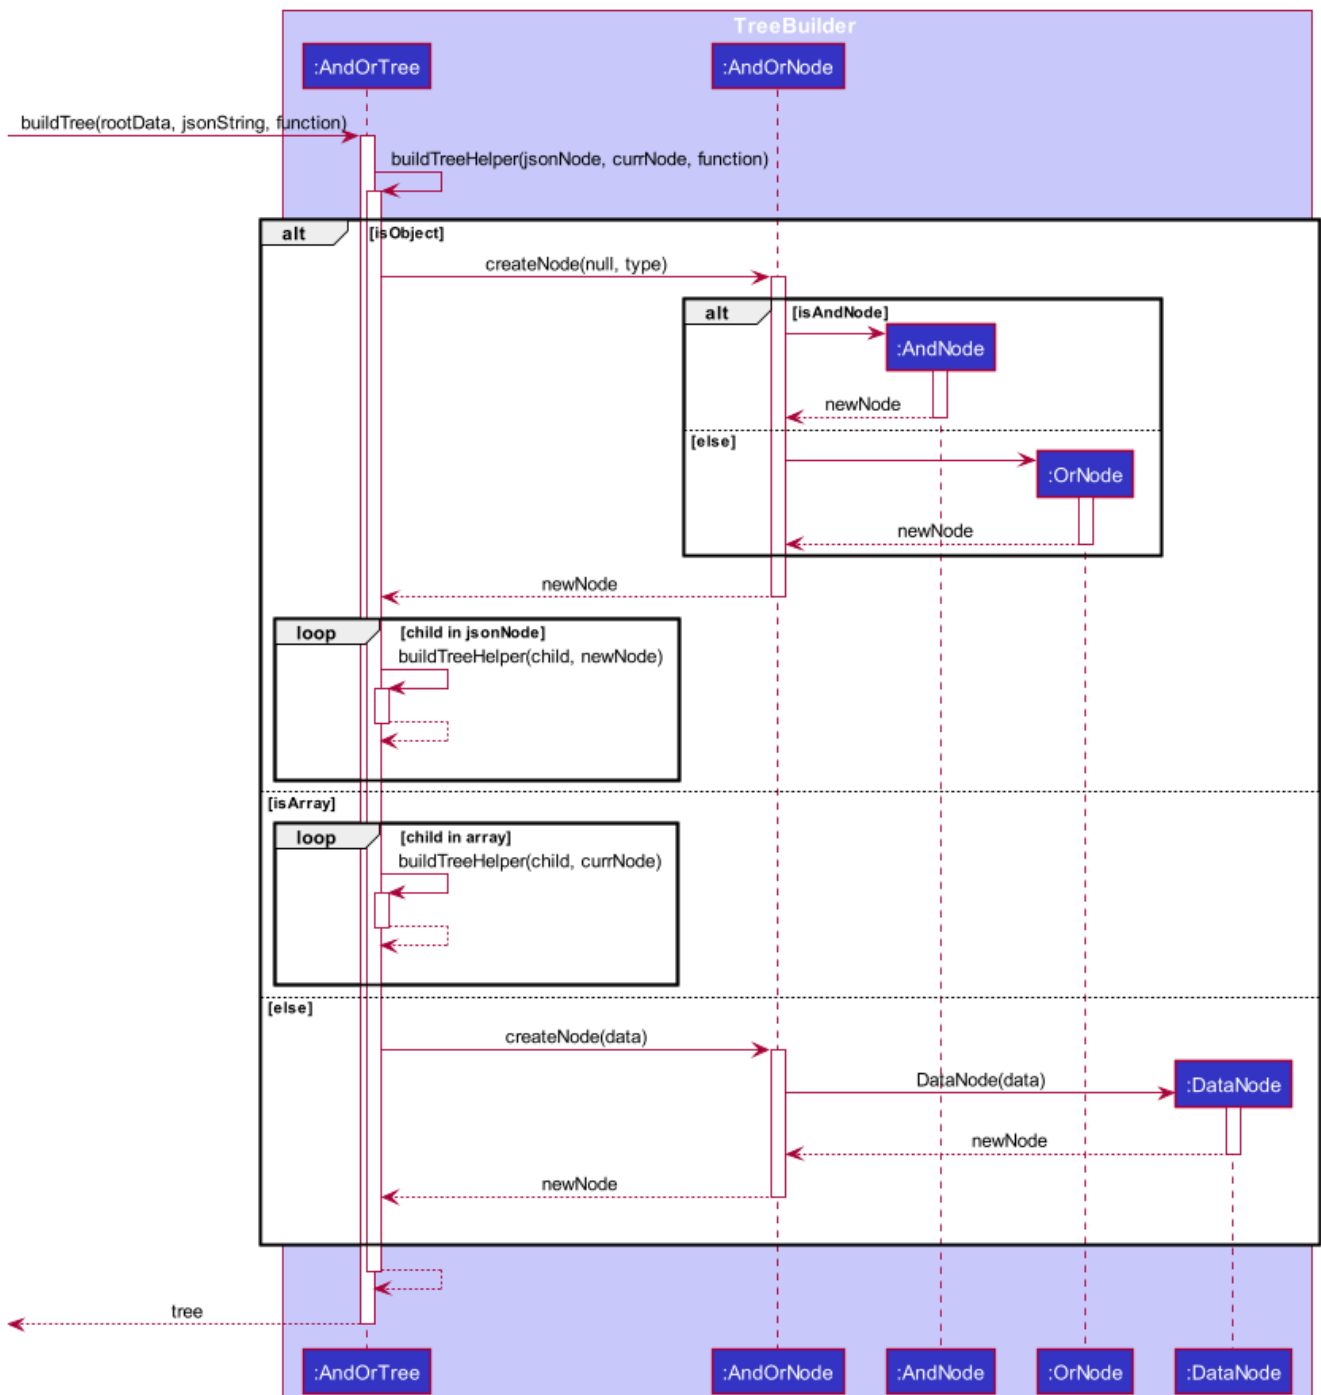 TreeBuilder
:AndOrTree
:AndOrNode
buildTree(rootData, jsonString, function)
buildTreeHelper(jsonNode, currNode, function)
alt
[isObject]
createNode(null, type)
alt
[isAndNode]
:AndNode
newNode
[else]
:OrNode
newNode
newNode
loop
[child in jsonNode]
buildTreeHelper(child, newNode)
[isArray]
loop
[child in array]
buildTreeHelper(child, currNode)
[else]
createNode(data)
DataNode(data)
:DataNode
newNode
newNode
tree
:AndOrTree
:AndOrNode
:AndNode
:OrNode
:DataNode